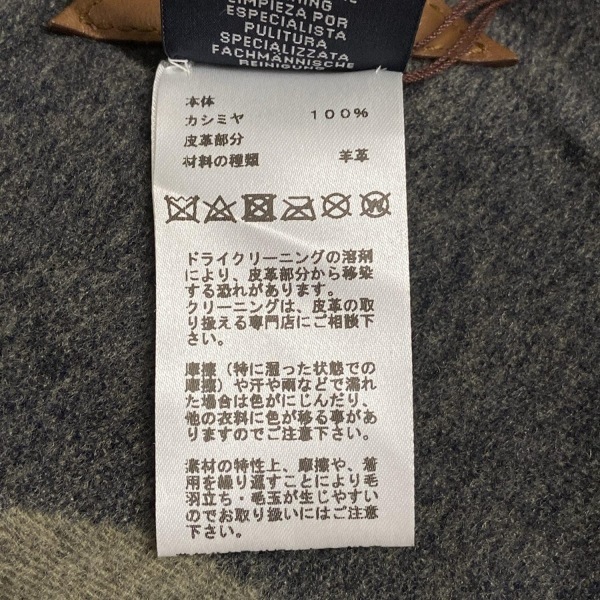 LIMPIEZA POR
ESPECIALISTA
PULITURA
SPECIALIZZATA
FACHMÄNNISCHE
REINIGUNG
本体
カシミヤ 100%
皮革部分
材料の種類 羊革
ドライクリーニングの溶剤
により、皮革部分から移染
する恐れがあります。
クリーニングは、皮革の取
り扱える専門店にご相談下
さい。
摩擦（特に湿った状態での
摩擦）や汗や雨などで濡れ
た場合は色がにじんだり、
他の衣料に色が移る事があ
りますのでご注意下さい。
素材の特性上、摩擦や、着
用を繰り返すことにより毛
羽立ち・毛玉が生じやすい
のでお取り扱いにはご注意
下さい。